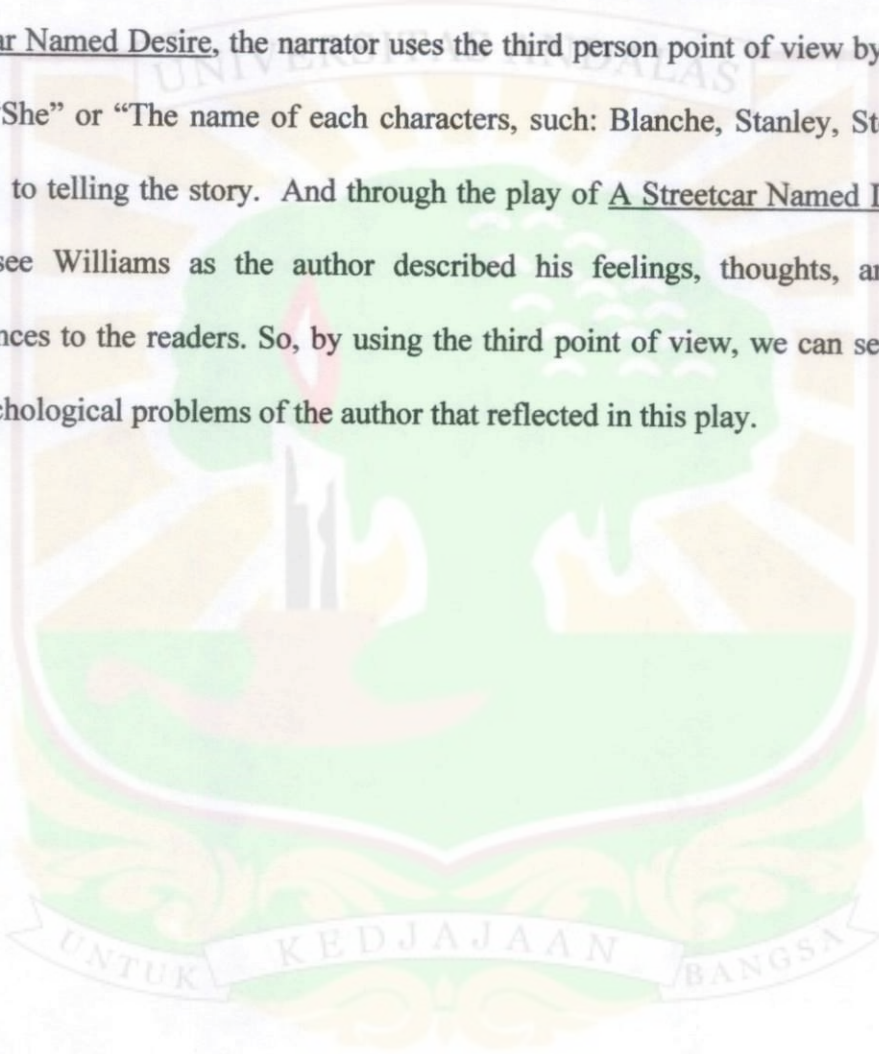 UNIVERSITAS ANDALAS
ar Named Desire, the narrator uses the third person point of view by
She” or “The name of each characters, such: Blanche, Stanley, St
to telling the story. And through the play of A Streetcar Named
see Williams as the author described his feelings, thoughts, a
nces to the readers. So, by using the third point of view, we can se
chological problems of the author that reflected in this play.
UNTUK KEDJAJAAN BANGSA